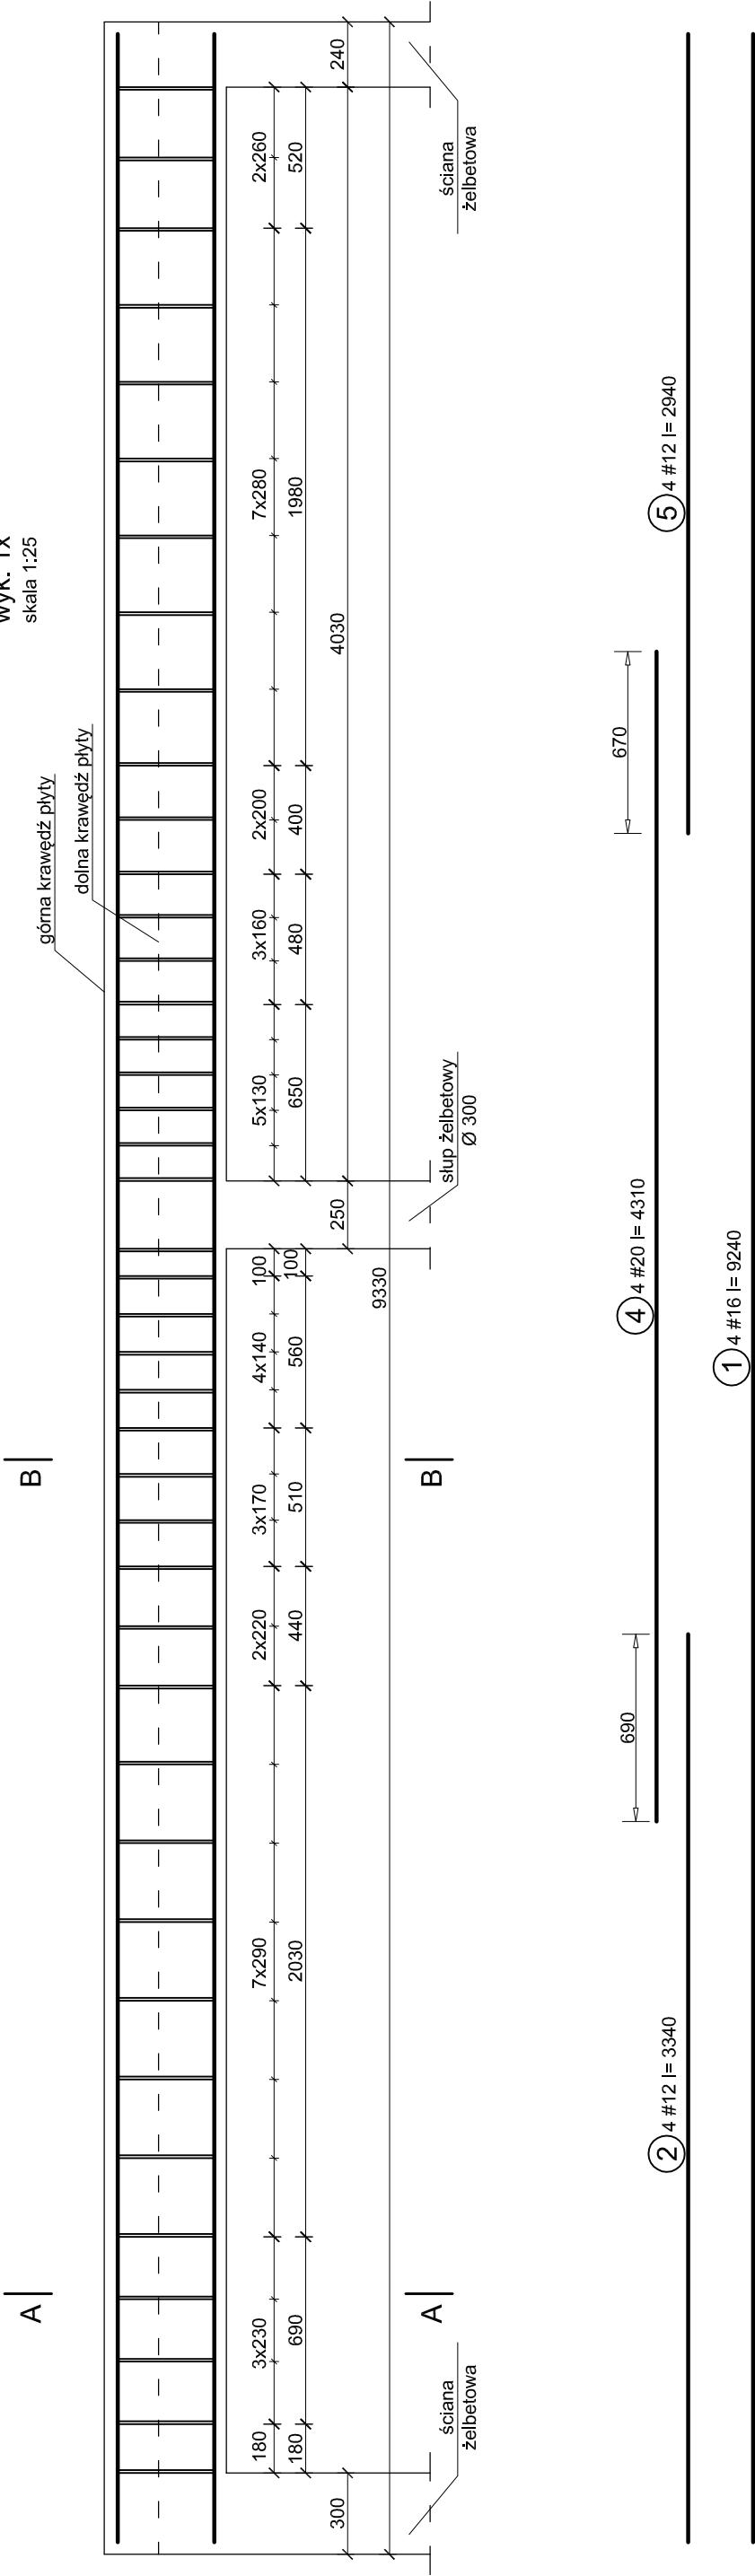 wyk. 1x
skala 1:25
górna krawędź płyty
dolna krawędź płyty
A
B
A
B
180
3x230
7x290
2x220
3x170
4x140
100
5x130
3x160
2x200
7x280
2x260
180
690
2030
440
510
560
100
650
480
400
1980
520
300
250
4030
240
9330
ściana
żelbetowa
słup żelbetowy
Ø 300
ściana
żelbetowa
690
670
4 4 #20 l= 4310
2 4 #12 l= 3340
5 4 #12 l= 2940
1 4 #16 l= 9240